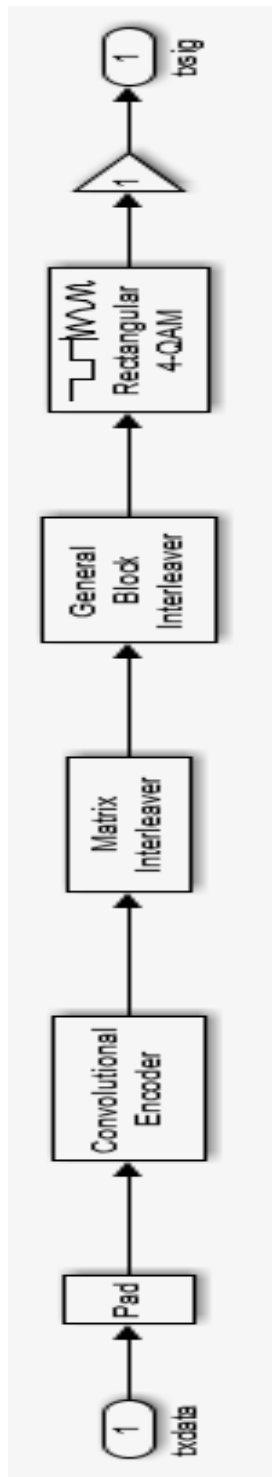 1
txdata
Pad
Convolutional
Encoder
Matrix
Interleaver
General
Block
Interleaver
Rectangular
4-QAM
1
1
txsig